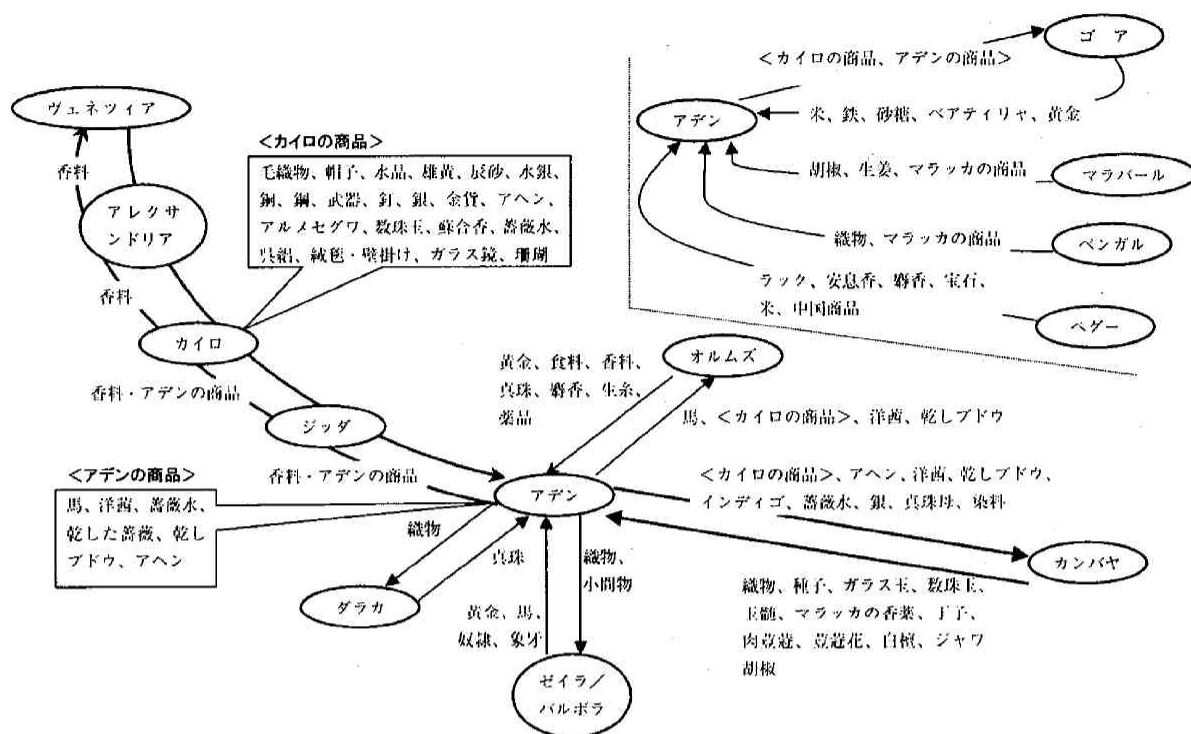 ゴア
<カイロの商品、アデンの商品>
アデン
米、鉄、砂糖、ベアティリャ、黄金
胡椒、生姜、マラッカの商品
マラバール
織物、マラッカの商品
ベンガル
ラック、安息香、麝香、宝石、
米、中国商品
ペグー
ヴェネツィア
香料
アレクサ
ンドリア
香料
<カイロの商品>
毛織物、帽子、水晶、雄黄、辰砂、水銀、
銅、鋼、武器、釘、銀、金貨、アヘン、
アルメセグワ、数珠玉、蘇合香、薔薇水、
呉絽、絨毯・壁掛け、ガラス鏡、珊瑚
カイロ
香料・アデンの商品
ジッダ
香料・アデンの商品
<アデンの商品>
馬、洋茜、薔薇水、
乾した薔薇、乾し
ブドウ、アヘン
オルムズ
黄金、食料、香料、
真珠、麝香、生糸、
薬品
馬、<カイロの商品>、洋茜、乾しブドウ
アデン
<カイロの商品>、アヘン、洋茜、乾しブドウ、
インディゴ、薔薇水、銀、真珠母、染料
カンバヤ
織物、種子、ガラス玉、数珠玉、
玉髄、マラッカの香薬、丁子、
肉荳蔲、荳蔲花、白檀、ジャワ
胡椒
織物
真珠
ダラカ
織物、
小間物
黄金、馬、
奴隷、象牙
ゼイラ／
バルボラ